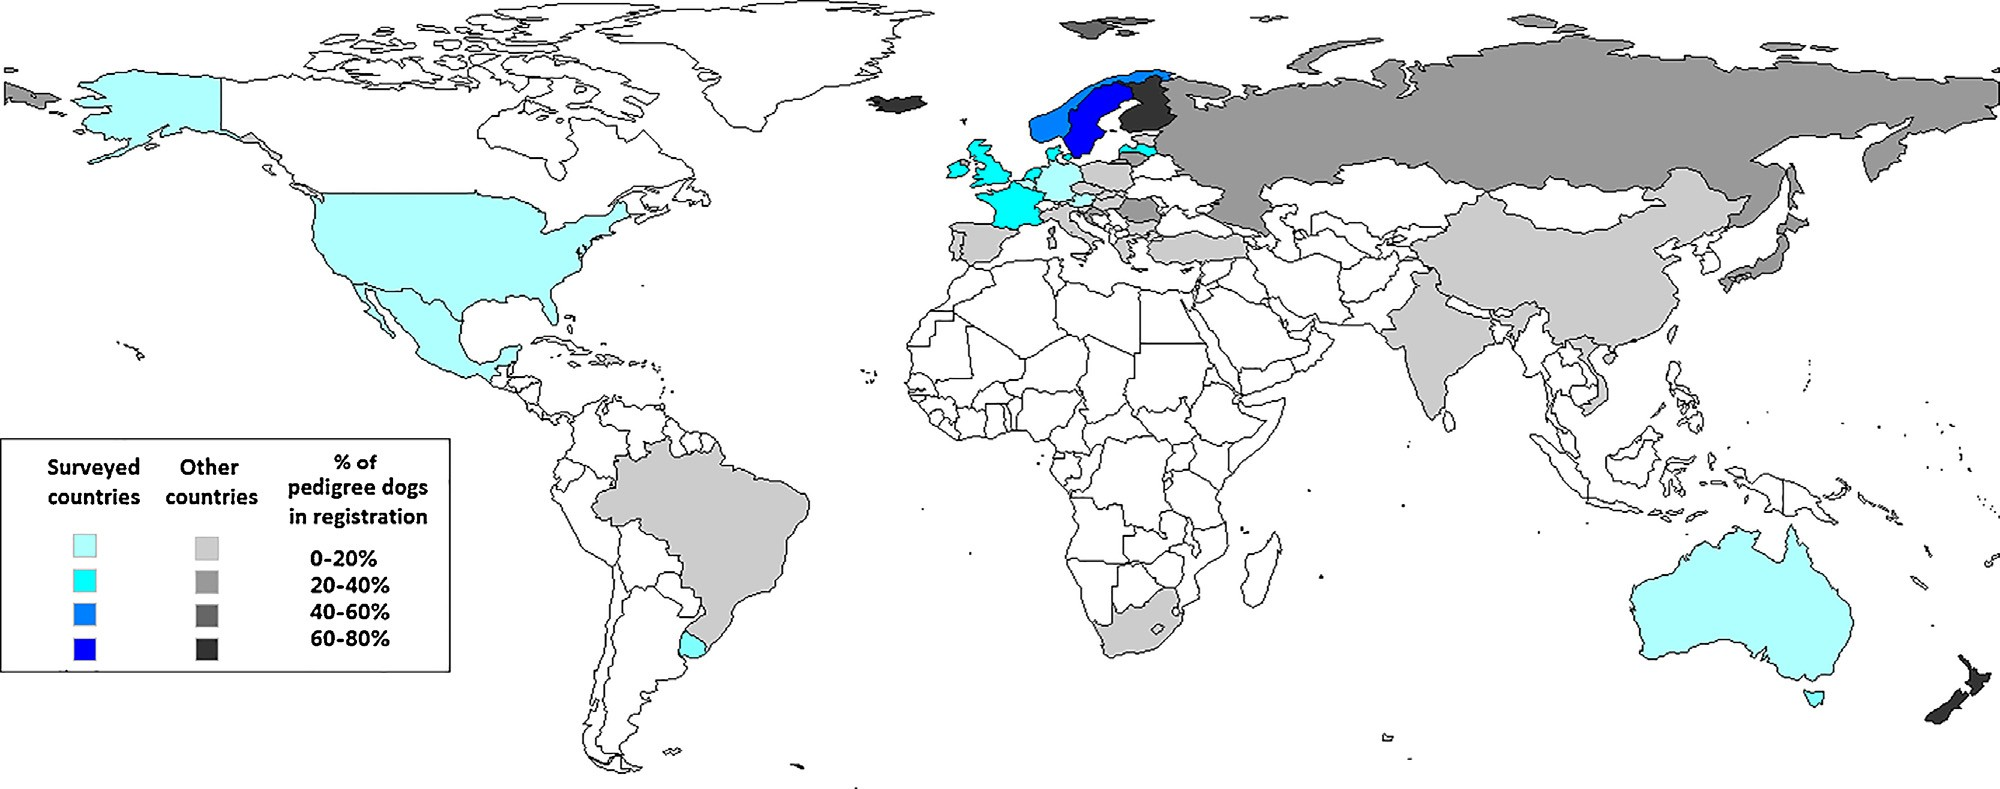 Surveyed
countries
Other
countries
% of
pedigree dogs
in registration
0-20%
20-40%
40-60%
60-80%